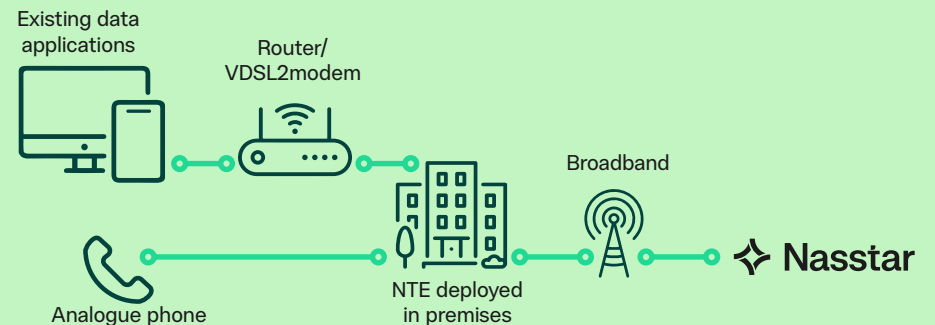 Existing data
applications
Router/
VDSL2modem
Broadband
Nasstar
NTE deployed
in premises
Analogue phone